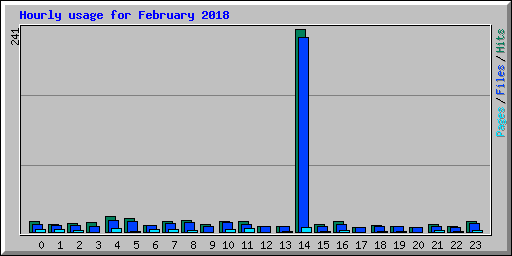 Hourly usage for February 2018
241
Pages/Files/Hits
0 1 2 3 4 5 6 7 8 9 10 11 12 13 14 15 16 17 18 19 20 21 22 23